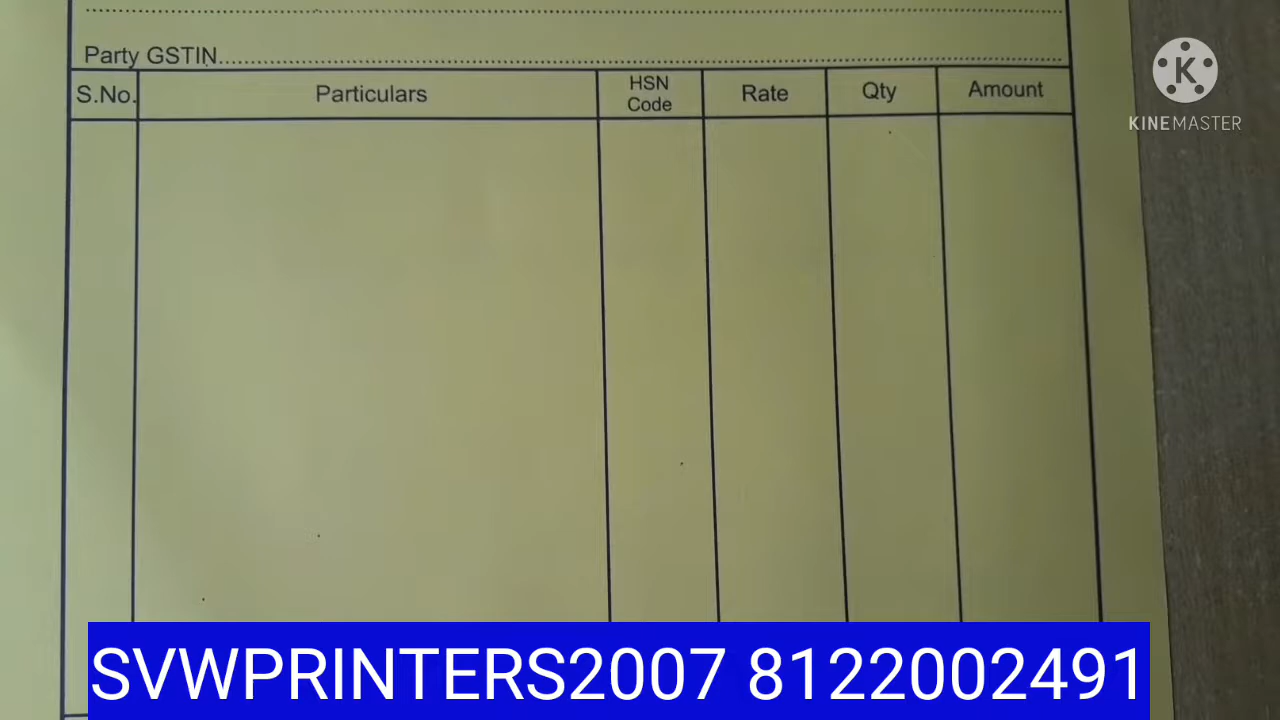 Party GSTIN
S.No. Particulars HSN Code Rate Qty Amount
K
KINEMASTER
SVWPRINTERS2007 8122002491